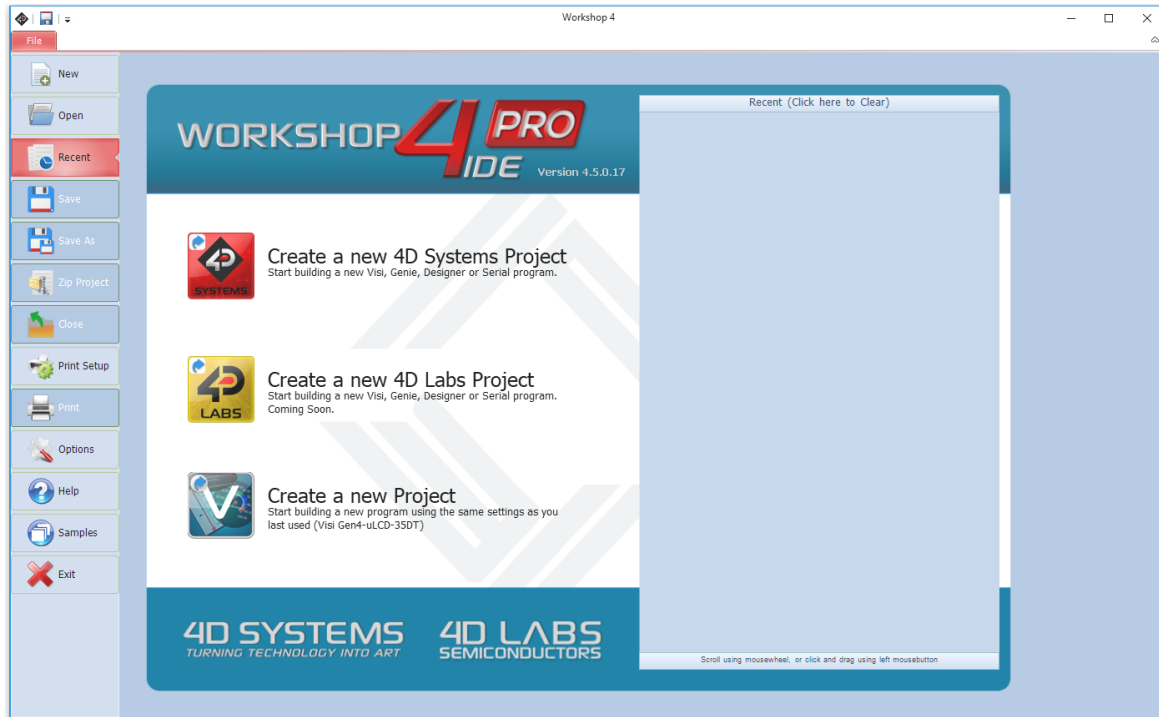 Workshop 4
File
New
Open
Recent
Save
Save As
Zip Project
Close
Print Setup
Print
Options
Help
Samples
Exit
WORKSHOP 4 PRO
IDE
Version 4.5.0.17
4D
SYSTEMS
Create a new 4D Systems Project
Start building a new Visi, Genie, Designer or Serial program.
4D
LABS
Create a new 4D Labs Project
Start building a new Visi, Genie, Designer or Serial program.
Coming Soon.
V
Create a new Project
Start building a new program using the same settings as you
last used (Visi Gen4-uLCD-35DT)
4D SYSTEMS
TURNING TECHNOLOGY INTO ART
4D LABS
SEMICONDUCTORS
Recent (Click here to Clear)
Scroll using mousewheel, or click and drag using left mousebutton